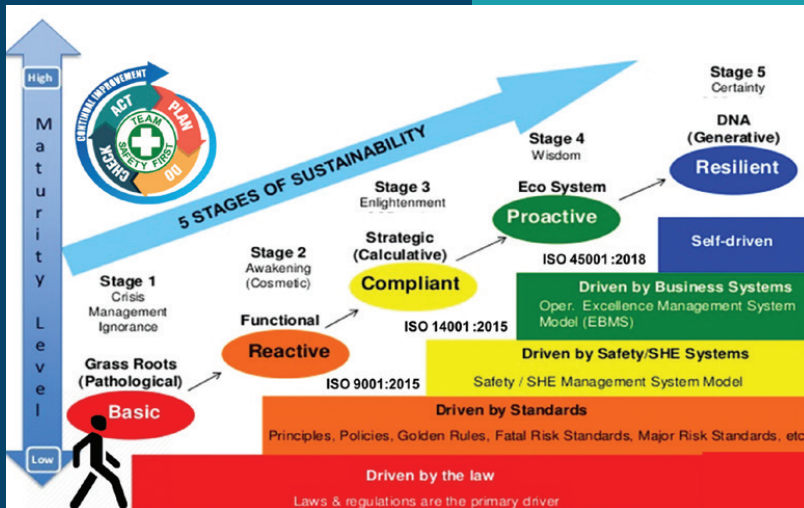 High
Maturity Level
Low
CONTINUAL IMPROVEMENT
ACT
PLAN
DO
CHECK
TEAM
SAFETY FIRST
5 STAGES OF SUSTAINABILITY
Stage 1
Crisis
Management
Ignorance
Grass Roots
(Pathological)
Basic
Stage 2
Awakening
(Cosmetic)
Functional
Reactive
Stage 3
Enlightenment
Strategic
(Calculative)
Compliant
Stage 4
Wisdom
Eco System
Proactive
Stage 5
Certainty
DNA
(Generative)
Resilient
ISO 45001 :2018
Self-driven
ISO 14001 :2015
Driven by Business Systems
Oper. Excellence Management System
Model (EBMS)
ISO 9001:2015
Driven by Safety/SHE Systems
Safety / SHE Management System Model
Driven by Standards
Principles, Policies, Golden Rules, Fatal Risk Standards, Major Risk Standards, etc
Driven by the law
Laws & regulations are the primary driver